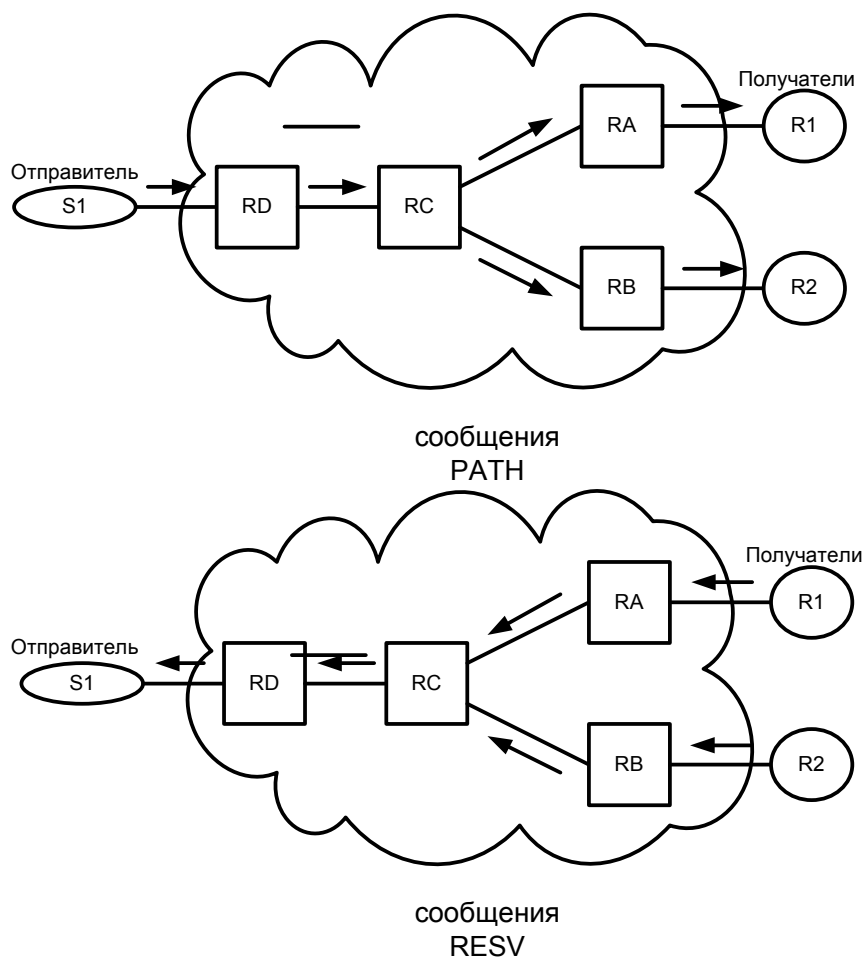 Получатели
RA
R1
Отправитель
S1
RD
RC
RB
R2
сообщения
PATH
Получатели
RA
R1
Отправитель
S1
RD
RC
RB
R2
сообщения
RESV